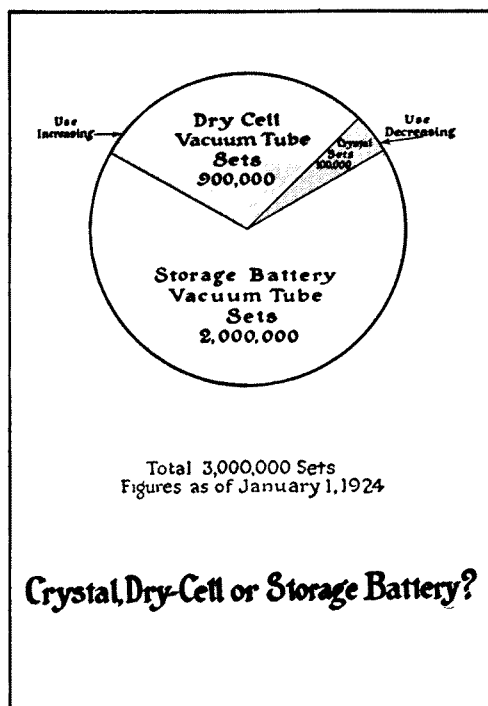 Use
Increasing
Dry Cell
Vacuum Tube
Sets
900,000
Use
Decreasing
Crystal
Sets
100,000
Storage Battery
Vacuum Tube
Sets
2,000,000
Total 3,000,000 Sets
Figures as of January 1, 1924
Crystal, Dry-Cell or Storage Battery?